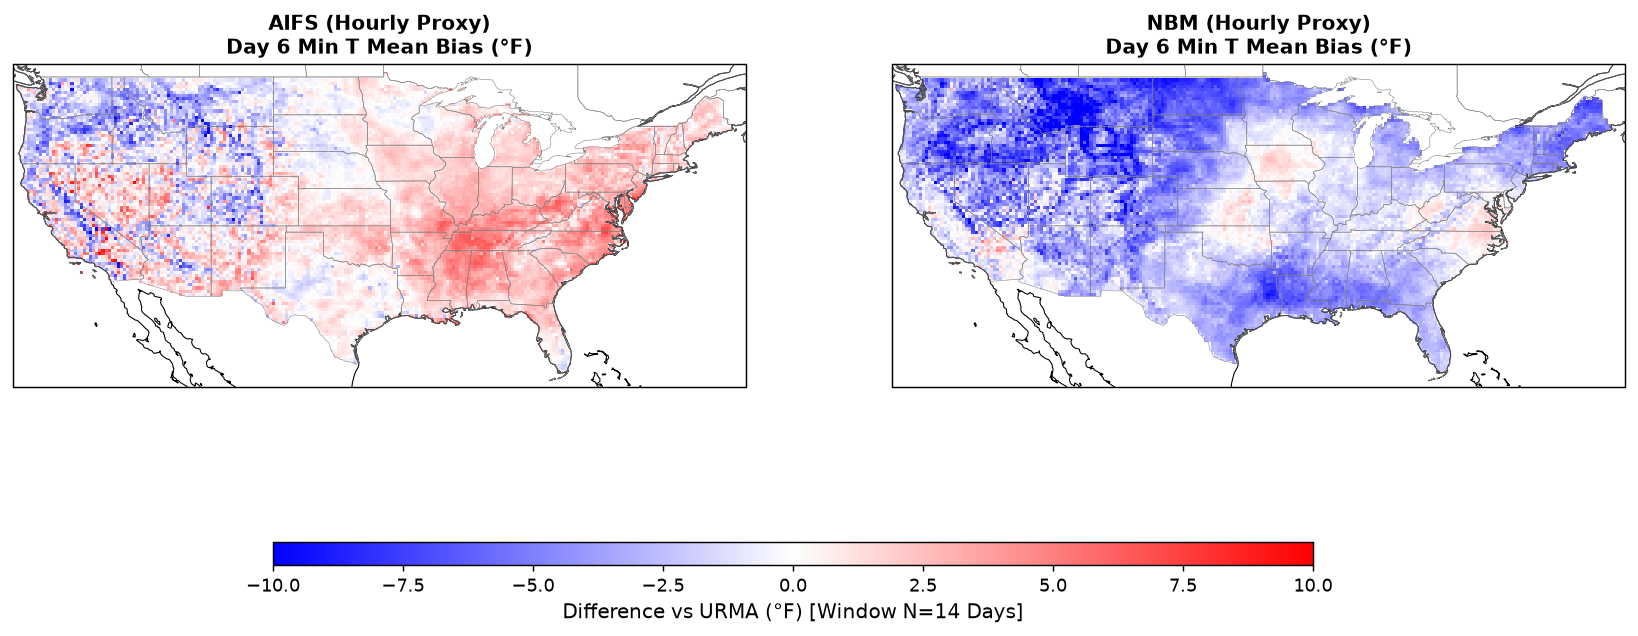 AIFS (Hourly Proxy)
Day 6 Min T Mean Bias (°F)
NBM (Hourly Proxy)
Day 6 Min T Mean Bias (°F)
−10.0 −7.5 −5.0 −2.5 0.0 2.5 5.0 7.5 10.0
Difference vs URMA (°F) [Window N=14 Days]